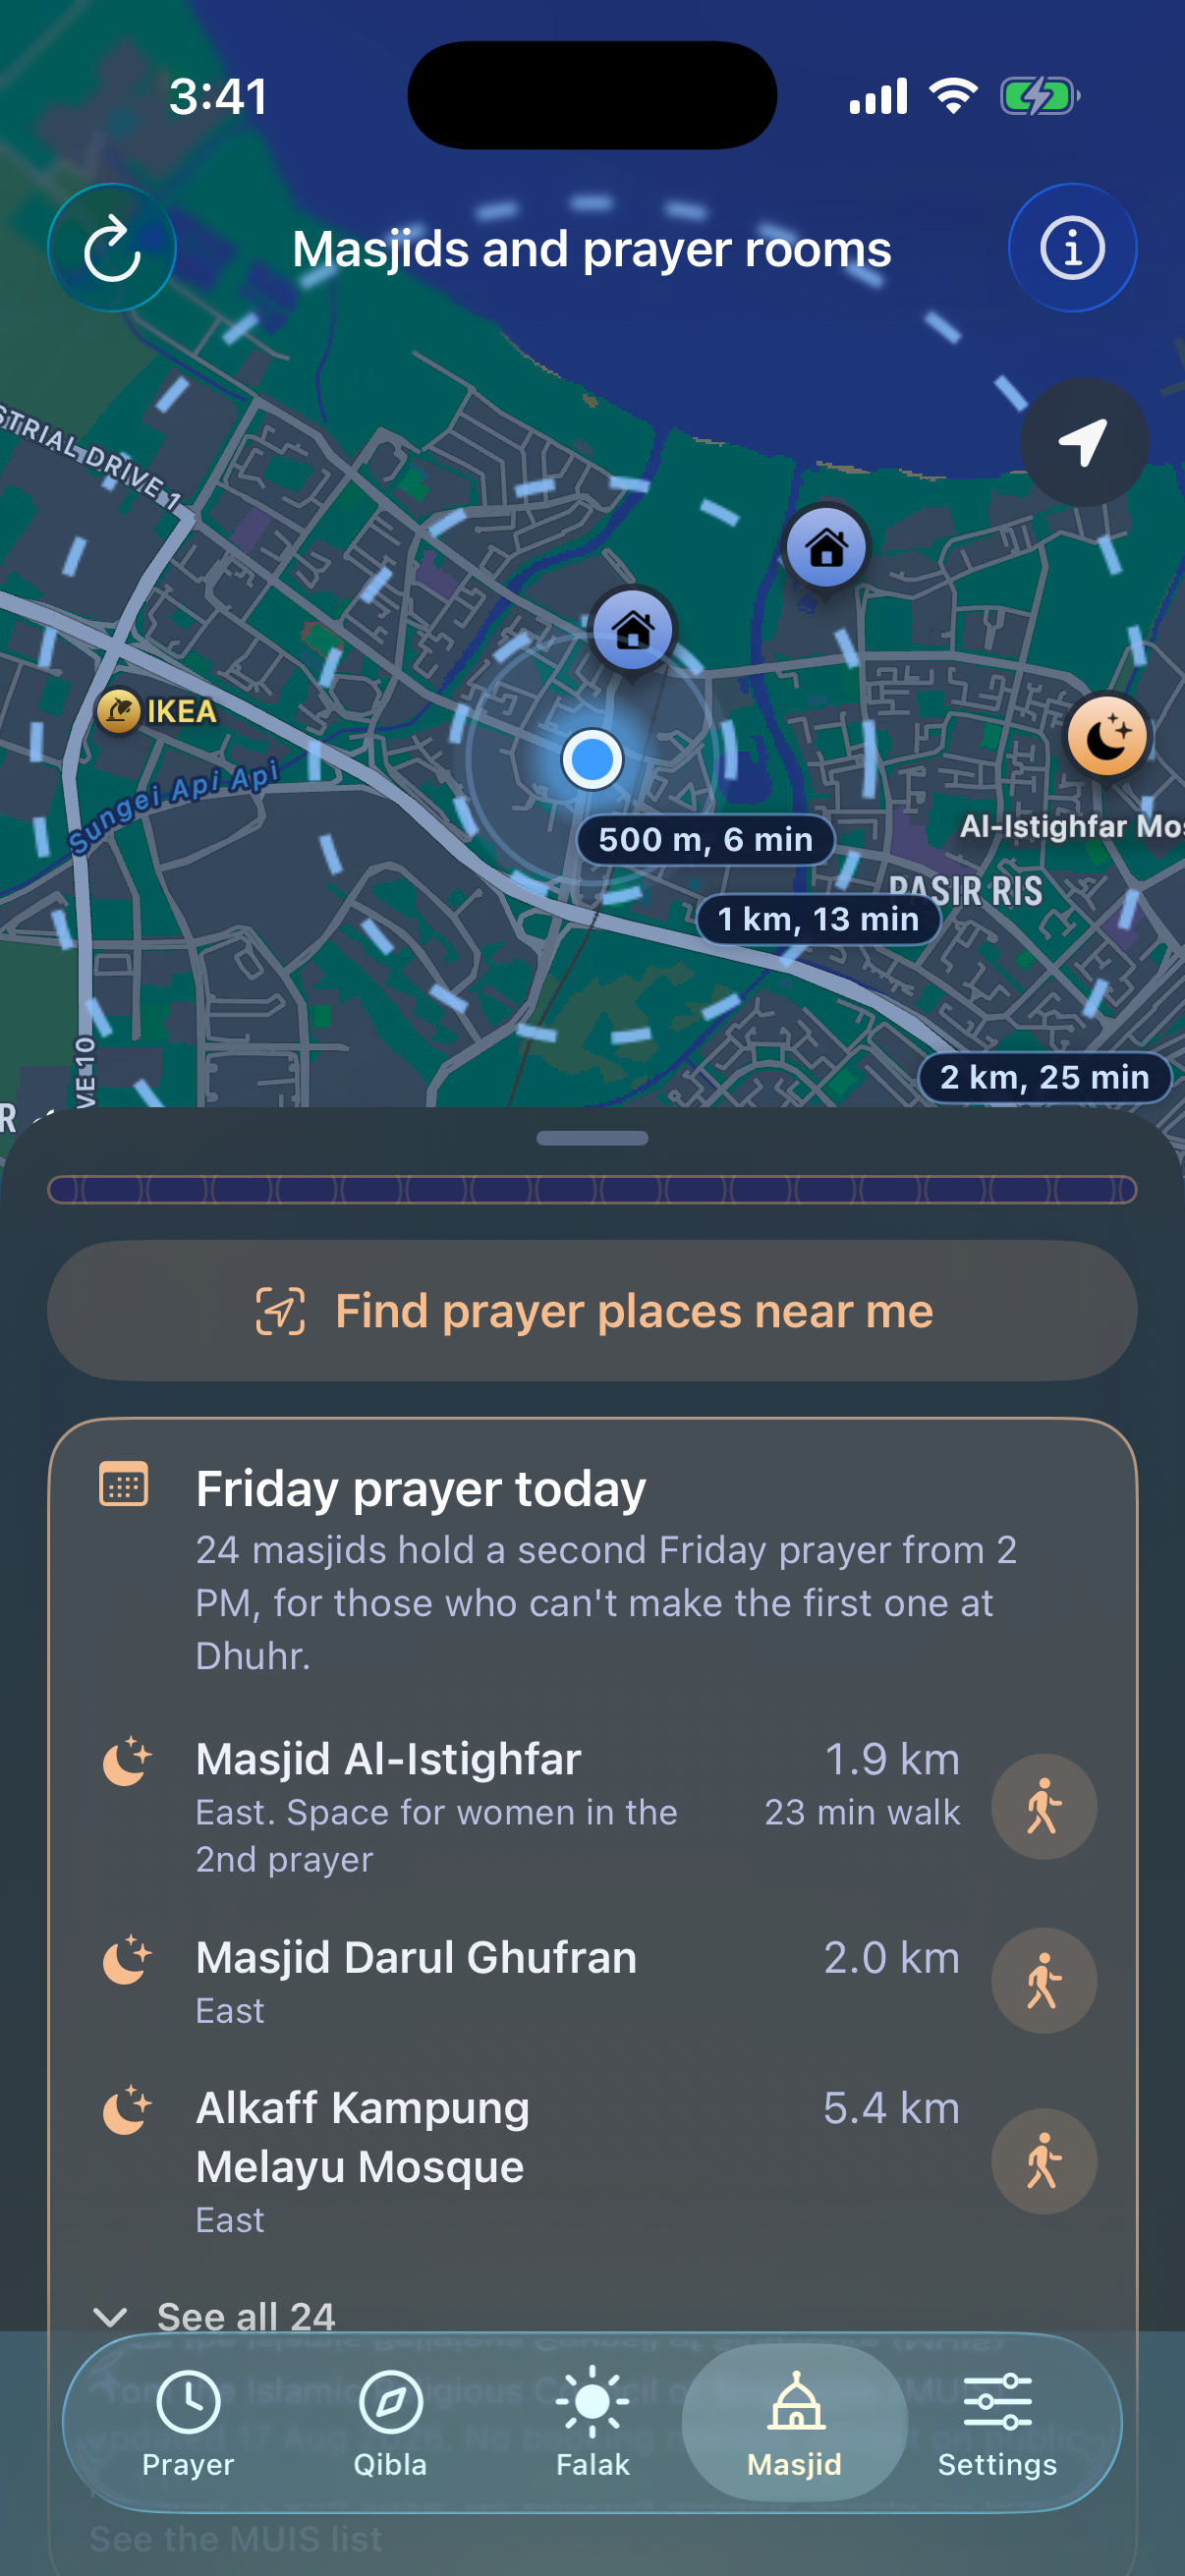 3:41
Masjids and prayer rooms
STRIAL DRIVE 1
IKEA
Sungei Api Api
Al-Istighfar Mos
500 m, 6 min
PASIR RIS
1 km, 13 min
VE 10
2 km, 25 min
R
Find prayer places near me
Friday prayer today
24 masjids hold a second Friday prayer from 2
PM, for those who can't make the first one at
Dhuhr.
Masjid Al-Istighfar
1.9 km
East. Space for women in the
23 min walk
2nd prayer
Masjid Darul Ghufran
2.0 km
East
Alkaff Kampung
5.4 km
Melayu Mosque
East
See all 24
Prayer
Qibla
Falak
Masjid
Settings
See the MUIS list